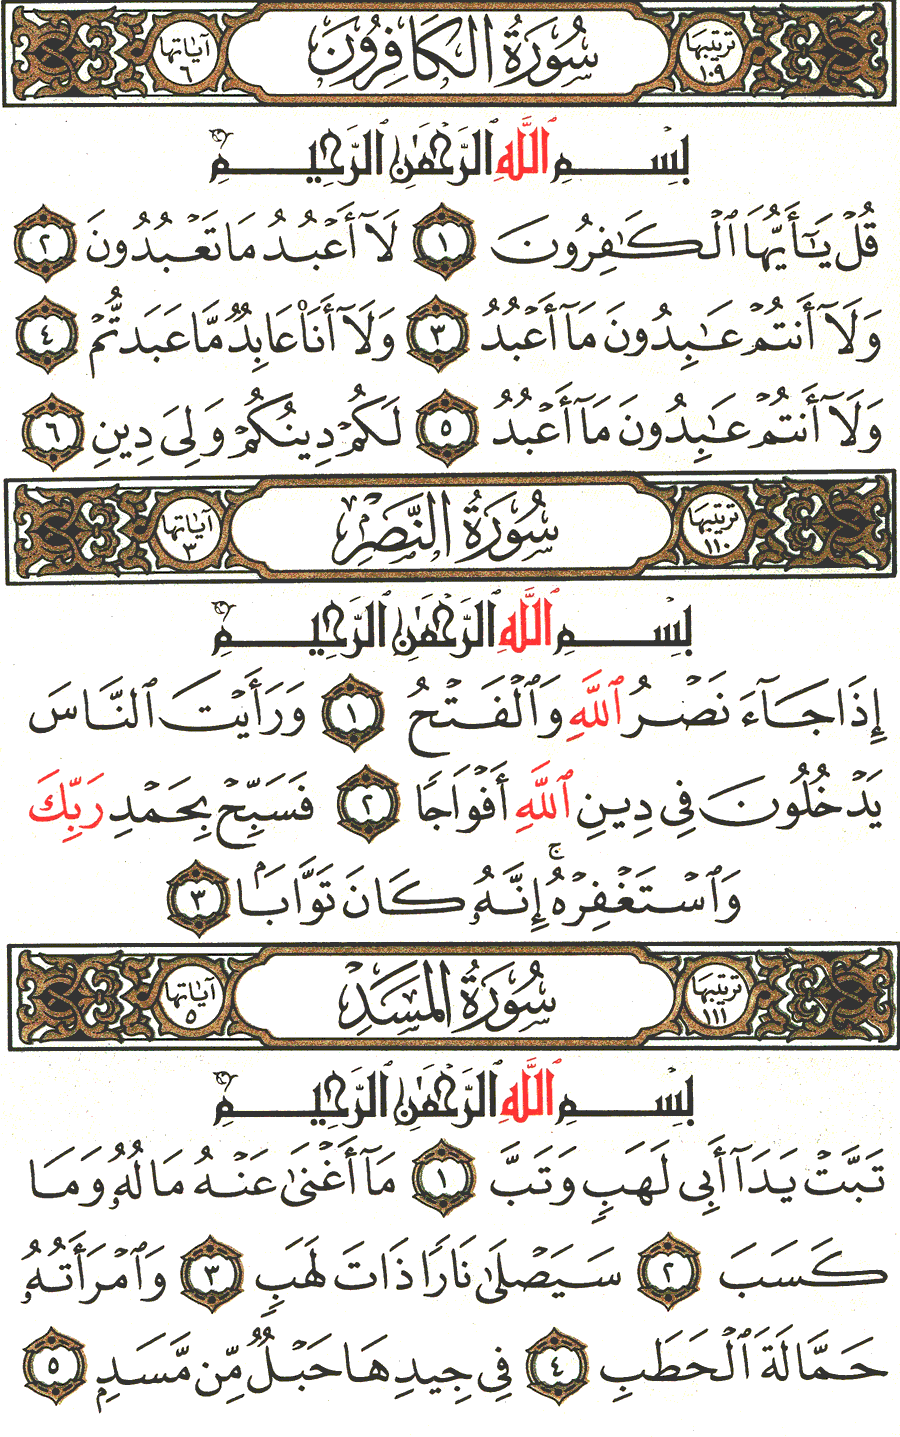 ترتيبها ١٠٩ سُورَةُ الكَافِرُونَ آياتها ٦
بِسْمِ ٱللَّهِ ٱلرَّحْمَٰنِ ٱلرَّحِيمِ
قُلْ يَٰٓأَيُّهَا ٱلْكَٰفِرُونَ ١ لَآ أَعْبُدُ مَا تَعْبُدُونَ ٢
وَلَآ أَنتُمْ عَٰبِدُونَ مَآ أَعْبُدُ ٣ وَلَآ أَنَا۠ عَابِدٌ مَّا عَبَدتُّمْ ٤
وَلَآ أَنتُمْ عَٰبِدُونَ مَآ أَعْبُدُ ٥ لَكُمْ دِينُكُمْ وَلِىَ دِينِ ٦
ترتيبها ١١٠ سُورَةُ النَّصْرِ آياتها ٣
بِسْمِ ٱللَّهِ ٱلرَّحْمَٰنِ ٱلرَّحِيمِ
إِذَا جَآءَ نَصْرُ ٱللَّهِ وَٱلْفَتْحُ ١ وَرَأَيْتَ ٱلنَّاسَ
يَدْخُلُونَ فِى دِينِ ٱللَّهِ أَفْوَاجًا ٢ فَسَبِّحْ بِحَمْدِ رَبِّكَ
وَٱسْتَغْفِرْهُ ۚ إِنَّهُۥ كَانَ تَوَّابَۢا ٣
ترتيبها ١١١ سُورَةُ المَسَدِ آياتها ٥
بِسْمِ ٱللَّهِ ٱلرَّحْمَٰنِ ٱلرَّحِيمِ
تَبَّتْ يَدَآ أَبِى لَهَبٍ وَتَبَّ ١ مَآ أَغْنَىٰ عَنْهُ مَالُهُۥ وَمَا
كَسَبَ ٢ سَيَصْلَىٰ نَارًا ذَاتَ لَهَبٍ ٣ وَٱمْرَأَتُهُۥ
حَمَّالَةَ ٱلْحَطَبِ ٤ فِى جِيدِهَا حَبْلٌ مِّن مَّسَدٍۭ ٥